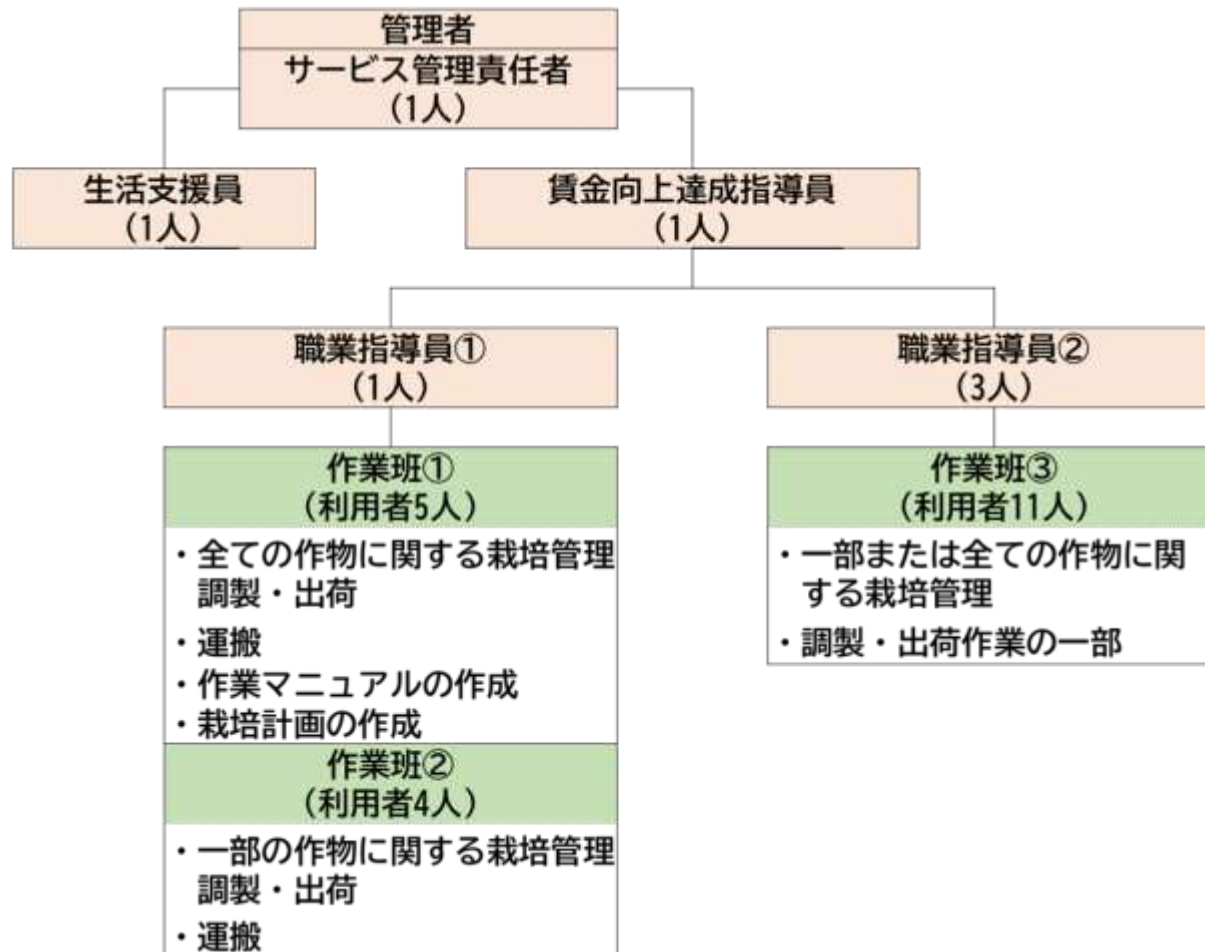 管理者
サービス管理責任者
(1人)
生活支援員
(1人)
賃金向上達成指導員
(1人)
職業指導員①
(1人)
職業指導員②
(3人)
作業班①
(利用者5人)
・全ての作物に関する栽培管理
調製・出荷
・運搬
・作業マニュアルの作成
・栽培計画の作成
作業班②
(利用者4人)
・一部の作物に関する栽培管理
調製・出荷
・運搬
作業班③
(利用者11人)
・一部または全ての作物に関
する栽培管理
・調製・出荷作業の一部